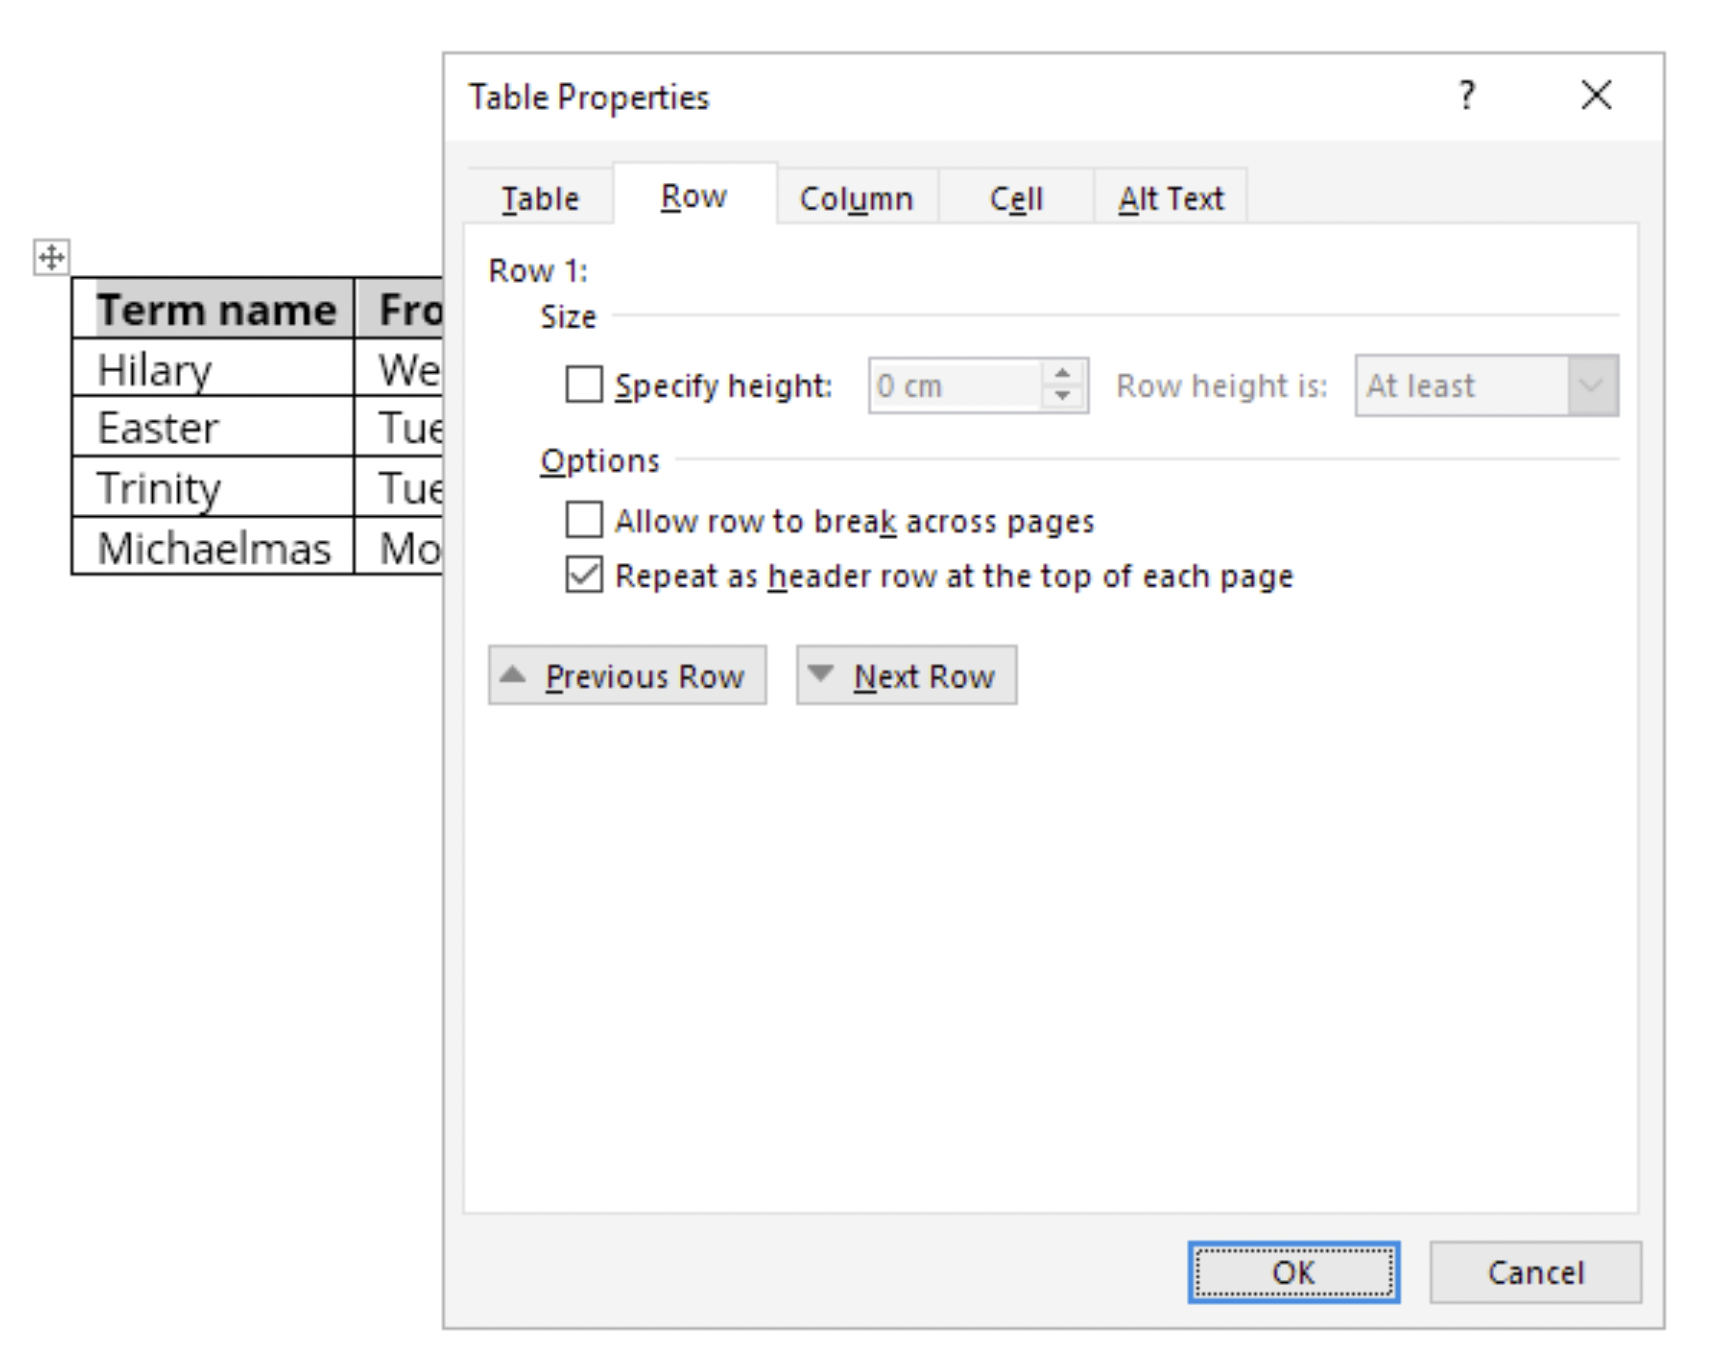 Table Properties ? ✕
Table Row Column Cell Alt Text
Term name Fro
Hilary We
Easter Tue
Trinity Tue
Michaelmas Mo
Row 1:
Size
Specify height: 0 cm Row height is: At least
Options
Allow row to break across pages
Repeat as header row at the top of each page
Previous Row Next Row
OK Cancel